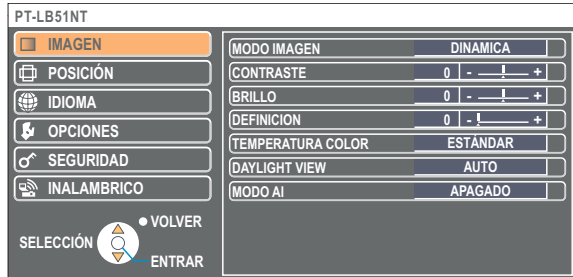 PT-LB51NT
IMAGEN
POSICIÓN
IDIOMA
OPCIONES
SEGURIDAD
INALAMBRICO
VOLVER
SELECCIÓN
ENTRAR
MODO IMAGEN DINAMICA
CONTRASTE 0 - +
BRILLO 0 - +
DEFINICION 0 - +
TEMPERATURA COLOR ESTÁNDAR
DAYLIGHT VIEW AUTO
MODO AI APAGADO